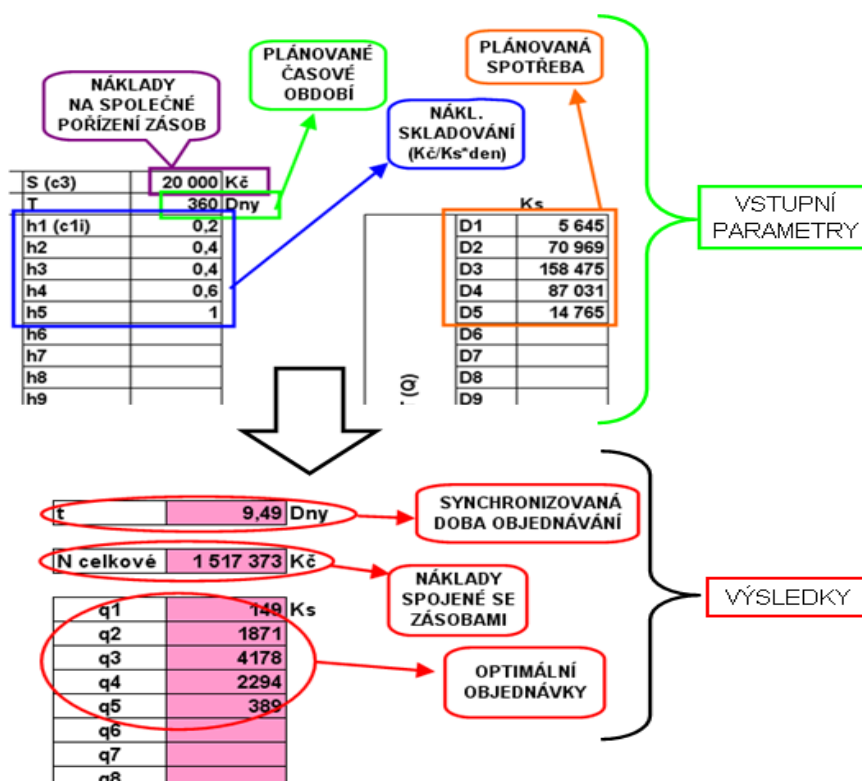 PLÁNOVANÉ
ČASOVÉ
OBDOBÍ
PLÁNOVANÁ
SPOTŘEBA
NÁKLADY
NA SPOLEČNÉ
POŘÍZENÍ ZÁSOB
NÁKL.
SKLADOVÁNÍ
(Kč/Ks*den)
S (c3) 20 000 Kč
T 360 Dny
h1 (c1i) 0,2
h2 0,4
h3 0,4
h4 0,6
h5 1
h6
h7
h8
h9
Ks
D1 5 645
D2 70 969
D3 158 475
D4 87 031
D5 14 765
D6
D7
D8
D9
(Q)
VSTUPNÍ
PARAMETRY
t 9,49 Dny
SYNCHRONIZOVANÁ
DOBA OBJEDNÁVÁNÍ
N celkové 1 517 373 Kč
NÁKLADY
SPOJENÉ SE
ZÁSOBAMI
q1 149 Ks
q2 1871
q3 4178
q4 2294
q5 389
q6
q7
q8
OPTIMÁLNÍ
OBJEDNÁVKY
VÝSLEDKY